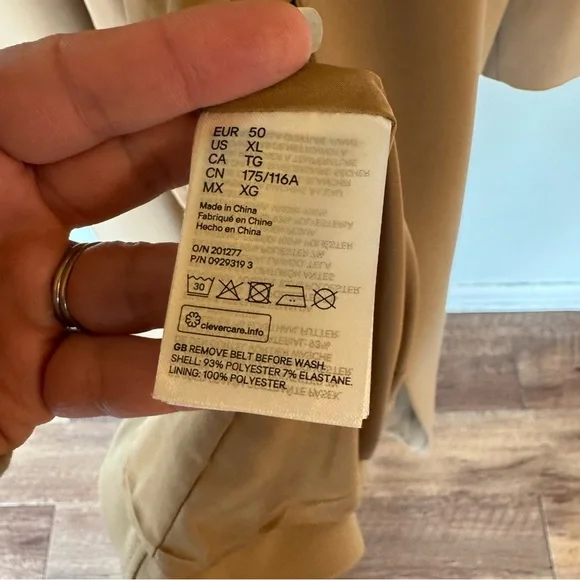 EUR 50
US XL
CA TG
CN 175/116A
MX XG
Made in China
Fabriqué en Chine
Hecho en China
O/N 201277
P/N 0929319 3
30
clevercare.info
GB REMOVE BELT BEFORE WASH.
SHELL: 93% POLYESTER 7% ELASTANE.
LINING: 100% POLYESTER.